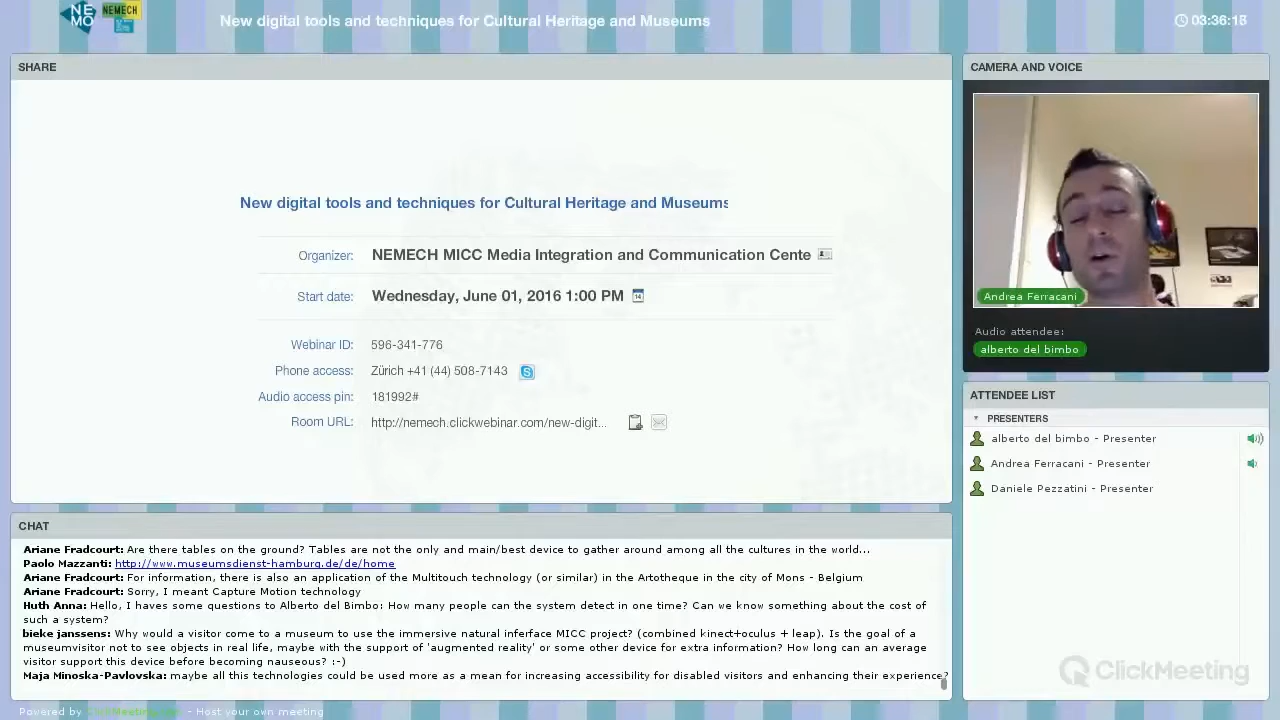 NE
MO
NEMECH
New digital tools and techniques for Cultural Heritage and Museums
03:36:18
SHARE
New digital tools and techniques for Cultural Heritage and Museums
Organizer: NEMECH MICC Media Integration and Communication Cente
Start date: Wednesday, June 01, 2016 1:00 PM
14
Webinar ID: 596-341-776
Phone access: Zürich +41 (44) 508-7143
Audio access pin: 181992#
Room URL: http://nemech.clickwebinar.com/new-digit...
CAMERA AND VOICE
Andrea Ferracani
Audio attendee:
alberto del bimbo
ATTENDEE LIST
PRESENTERS
alberto del bimbo - Presenter
Andrea Ferracani - Presenter
Daniele Pezzatini - Presenter
CHAT
Ariane Fradcourt: Are there tables on the ground? Tables are not the only and main/best device to gather around among all the cultures in the world...
Paolo Mazzanti: http://www.museumsdienst-hamburg.de/de/home
Ariane Fradcourt: For information, there is also an application of the Multitouch technology (or similar) in the Artotheque in the city of Mons - Belgium
Ariane Fradcourt: Sorry, I meant Capture Motion technology
Huth Anna: Hello, I haves some questions to Alberto del Bimbo: How many people can the system detect in one time? Can we know something about the cost of
such a system?
bieke janssens: Why would a visitor come to a museum to use the immersive natural inferface MICC project? (combined kinect+oculus + leap). Is the goal of a
museumvisitor not to see objects in real life, maybe with the support of 'augmented reality' or some other device for extra information? How long can an average
visitor support this device before becoming nauseous? :-)
Maja Minoska-Pavlovska: maybe all this technologies could be used more as a mean for increasing accessibility for disabled visitors and enhancing their experience?
ClickMeeting
Powered by ClickMeeting - Host your own meeting